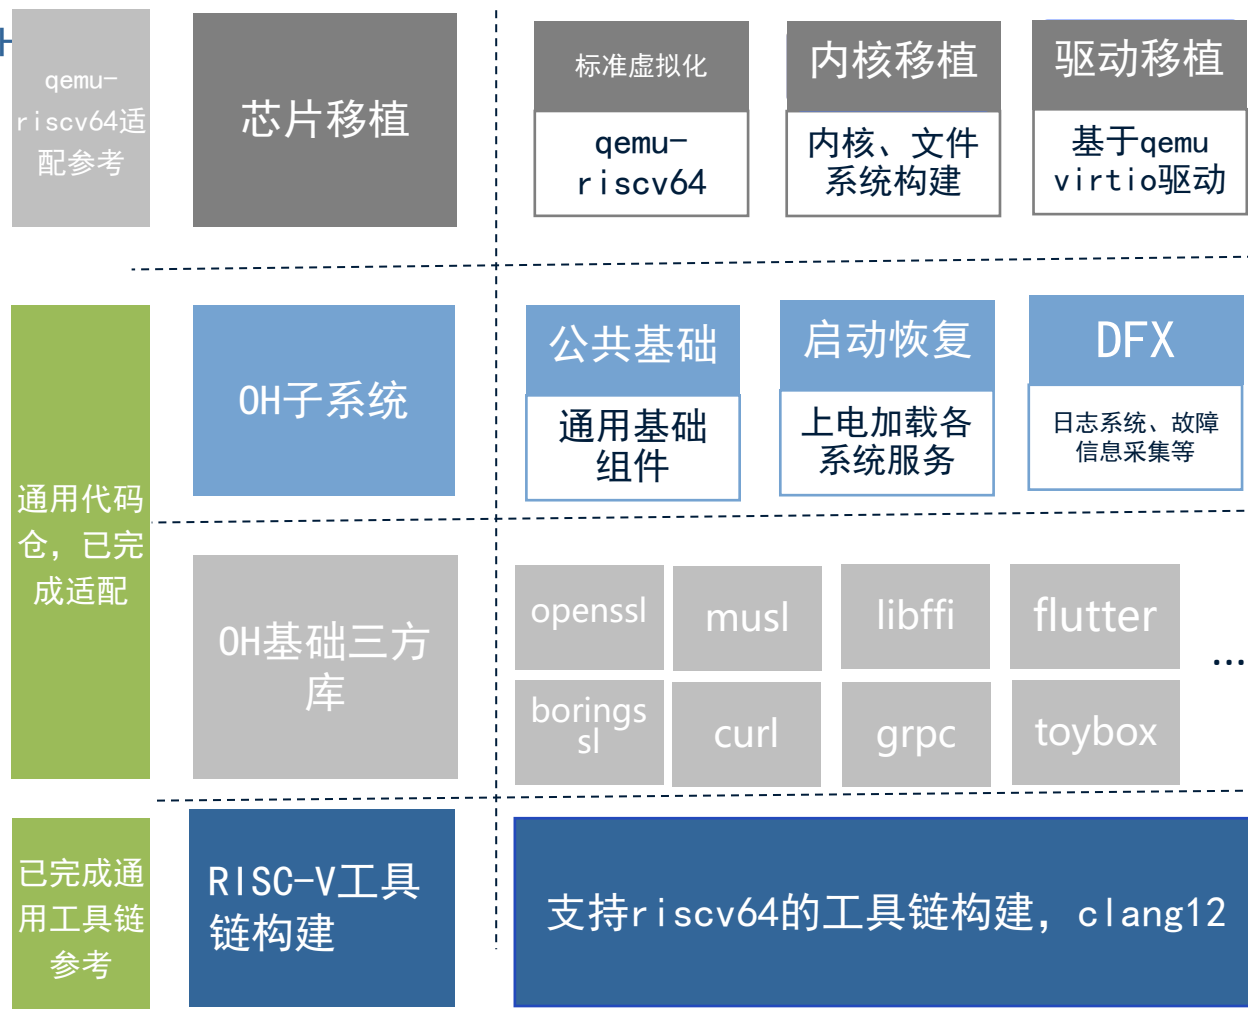 qemu-
riscv64适
配参考
芯片移植
标准虚拟化
qemu-
riscv64
内核移植
内核、文件
系统构建
驱动移植
基于qemu
virtio驱动
通用代码
仓，已完
成适配
OH子系统
公共基础
通用基础
组件
启动恢复
上电加载各
系统服务
DFX
日志系统、故障
信息采集等
OH基础三方
库
openssl
musl
libffi
flutter
...
borings
sl
curl
grpc
toybox
已完成通
用工具链
参考
RISC-V工具
链构建
支持riscv64的工具链构建，clang12